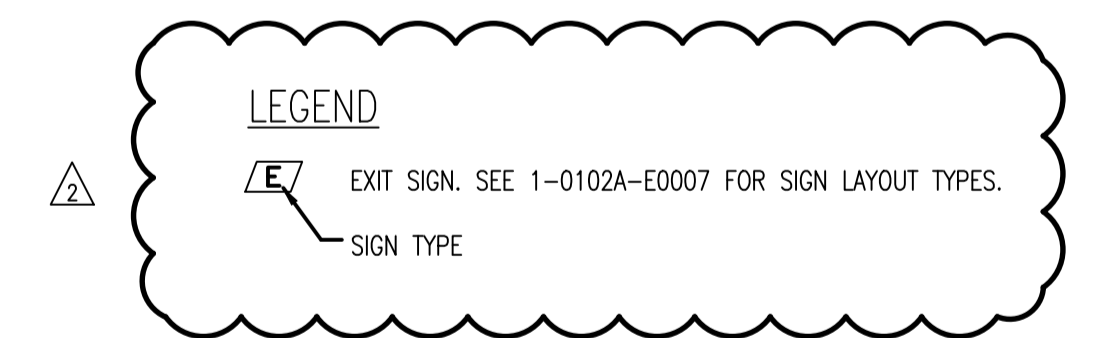 LEGEND
2
E EXIT SIGN. SEE 1-0102A-E0007 FOR SIGN LAYOUT TYPES.
SIGN TYPE